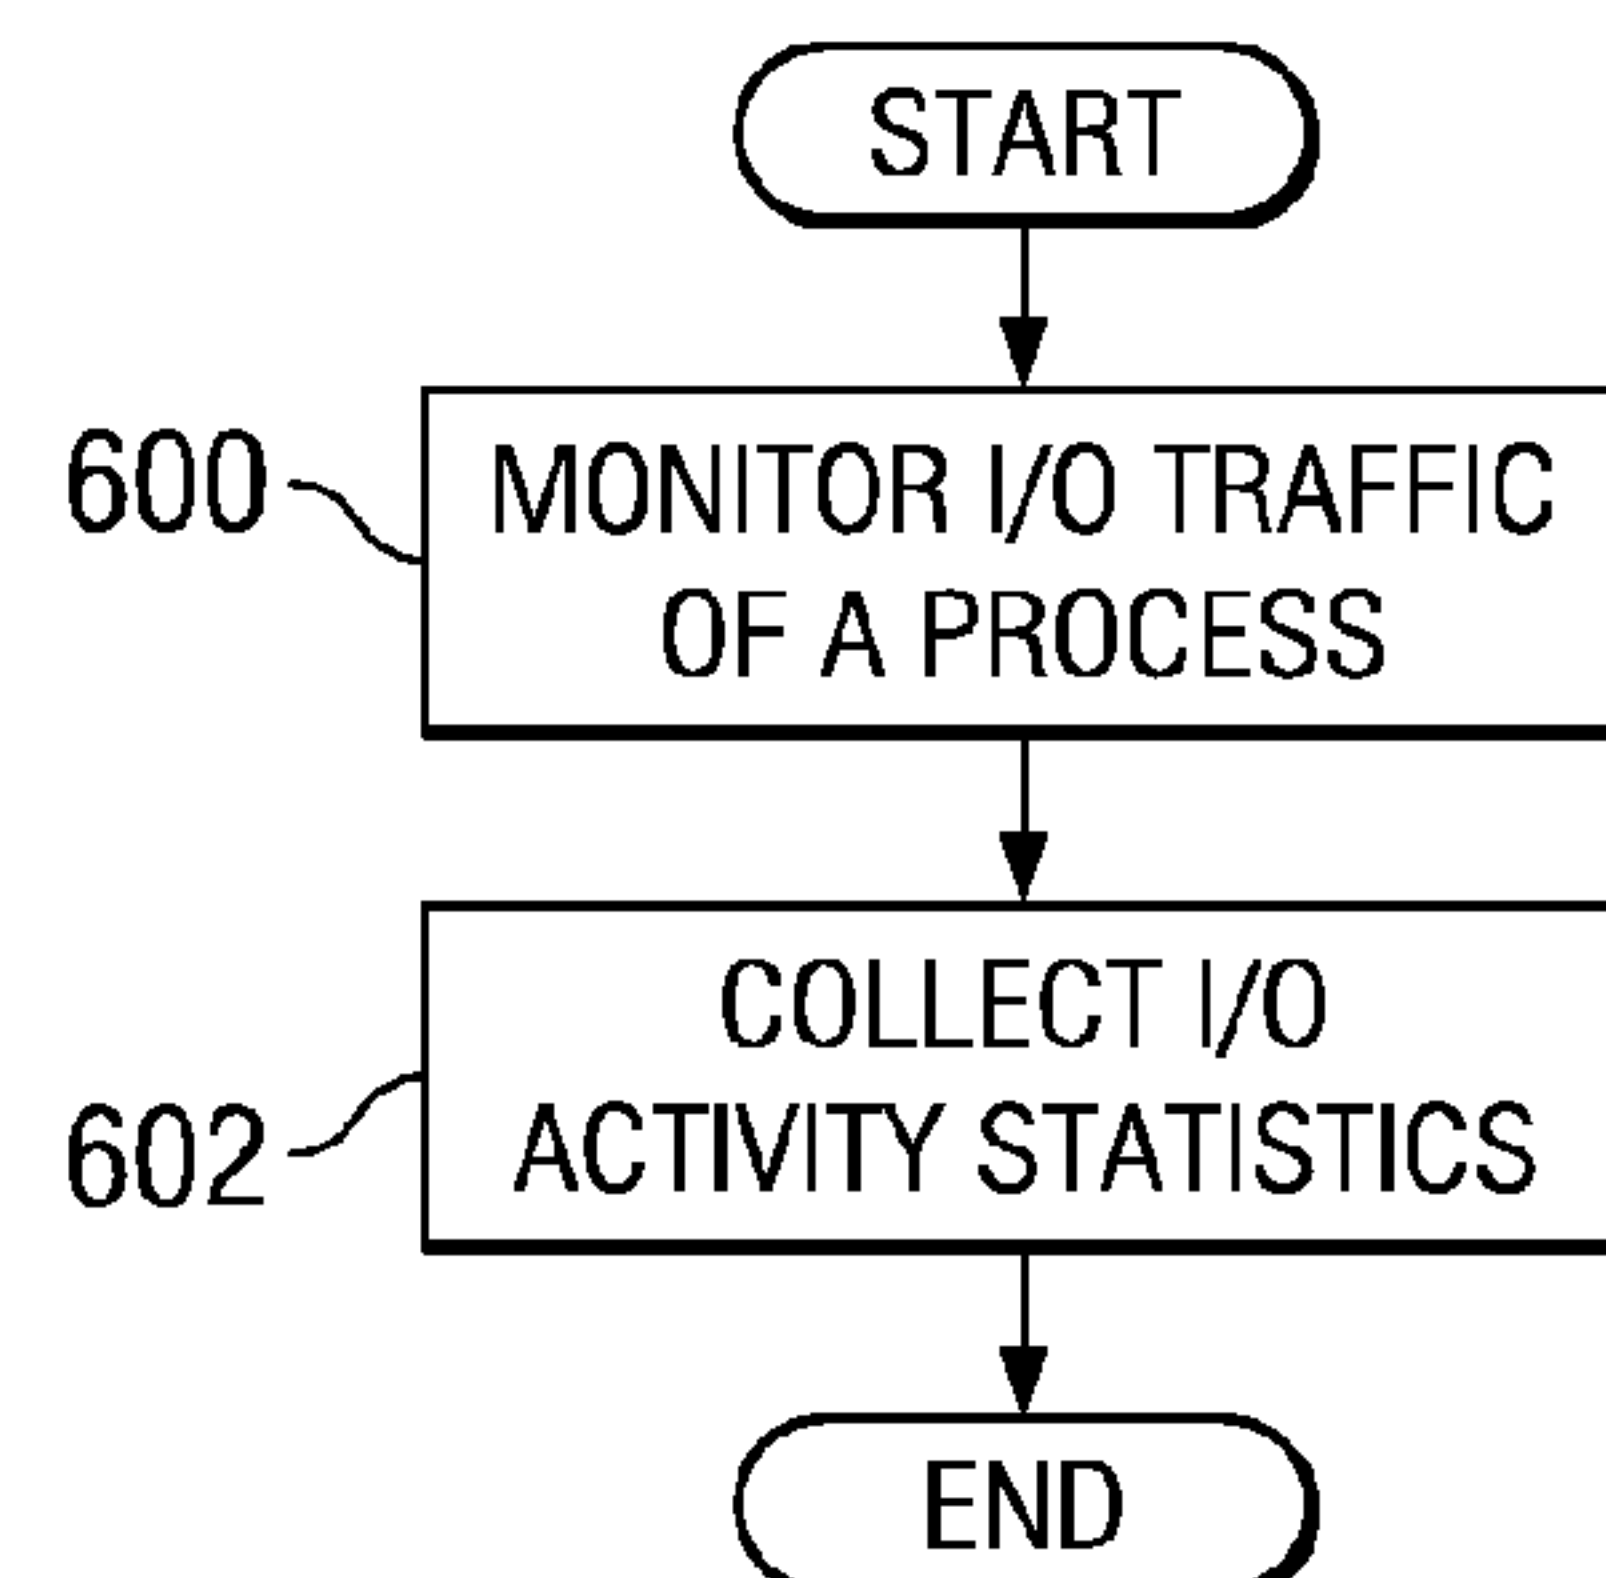 START
600
MONITOR I/O TRAFFIC
OF A PROCESS
COLLECT I/O
ACTIVITY STATISTICS
602
END